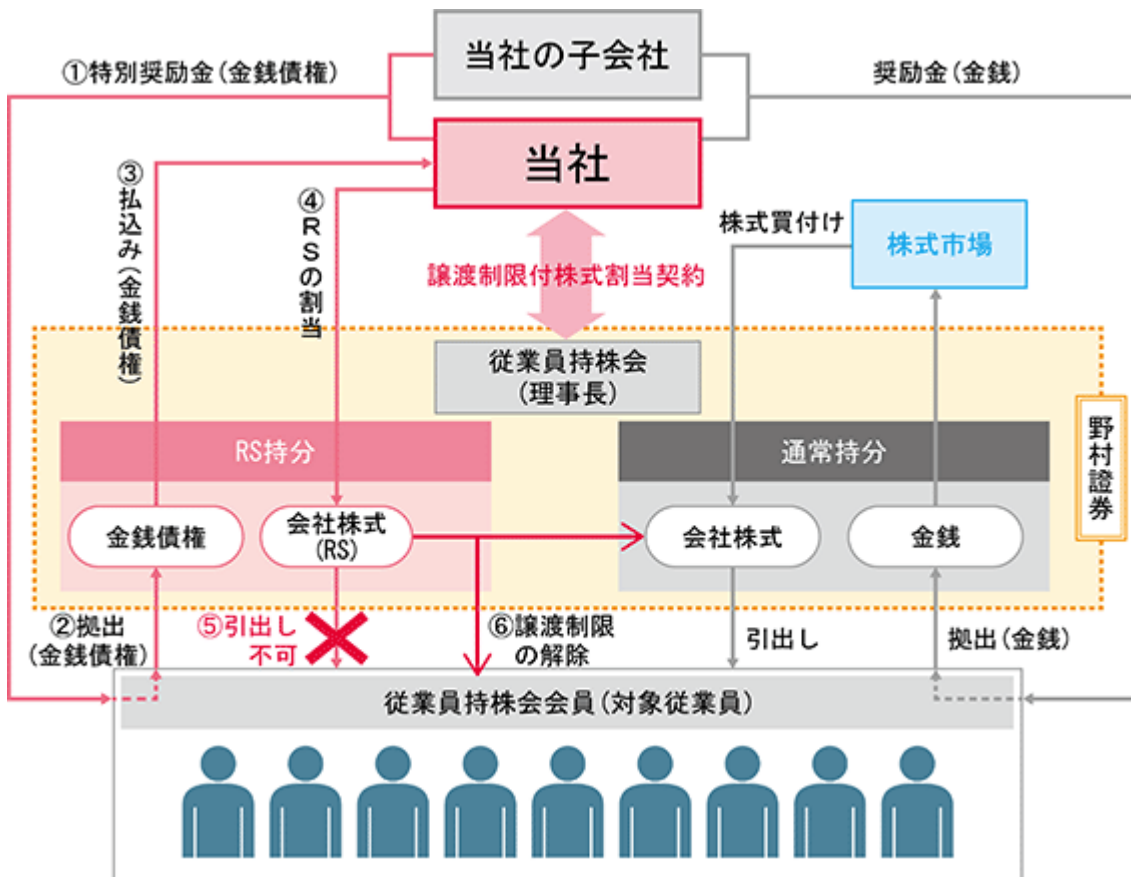 当社の子会社
①特別奨励金(金銭債権)
奨励金(金銭)
当社
③払込み(金銭債権)
④RSの割当
株式買付け
株式市場
譲渡制限付株式割当契約
従業員持株会
(理事長)
野村證券
RS持分
通常持分
金銭債権
会社株式
(RS)
会社株式
金銭
②拠出
(金銭債権)
⑤引出し
不可
⑥譲渡制限
の解除
引出し
拠出(金銭)
従業員持株会会員(対象従業員)